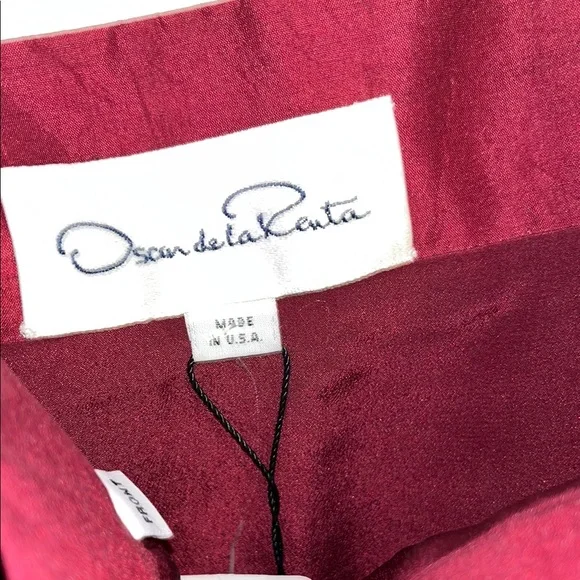 Oscar de la Renta
MADE
IN U.S.A.
FRONT